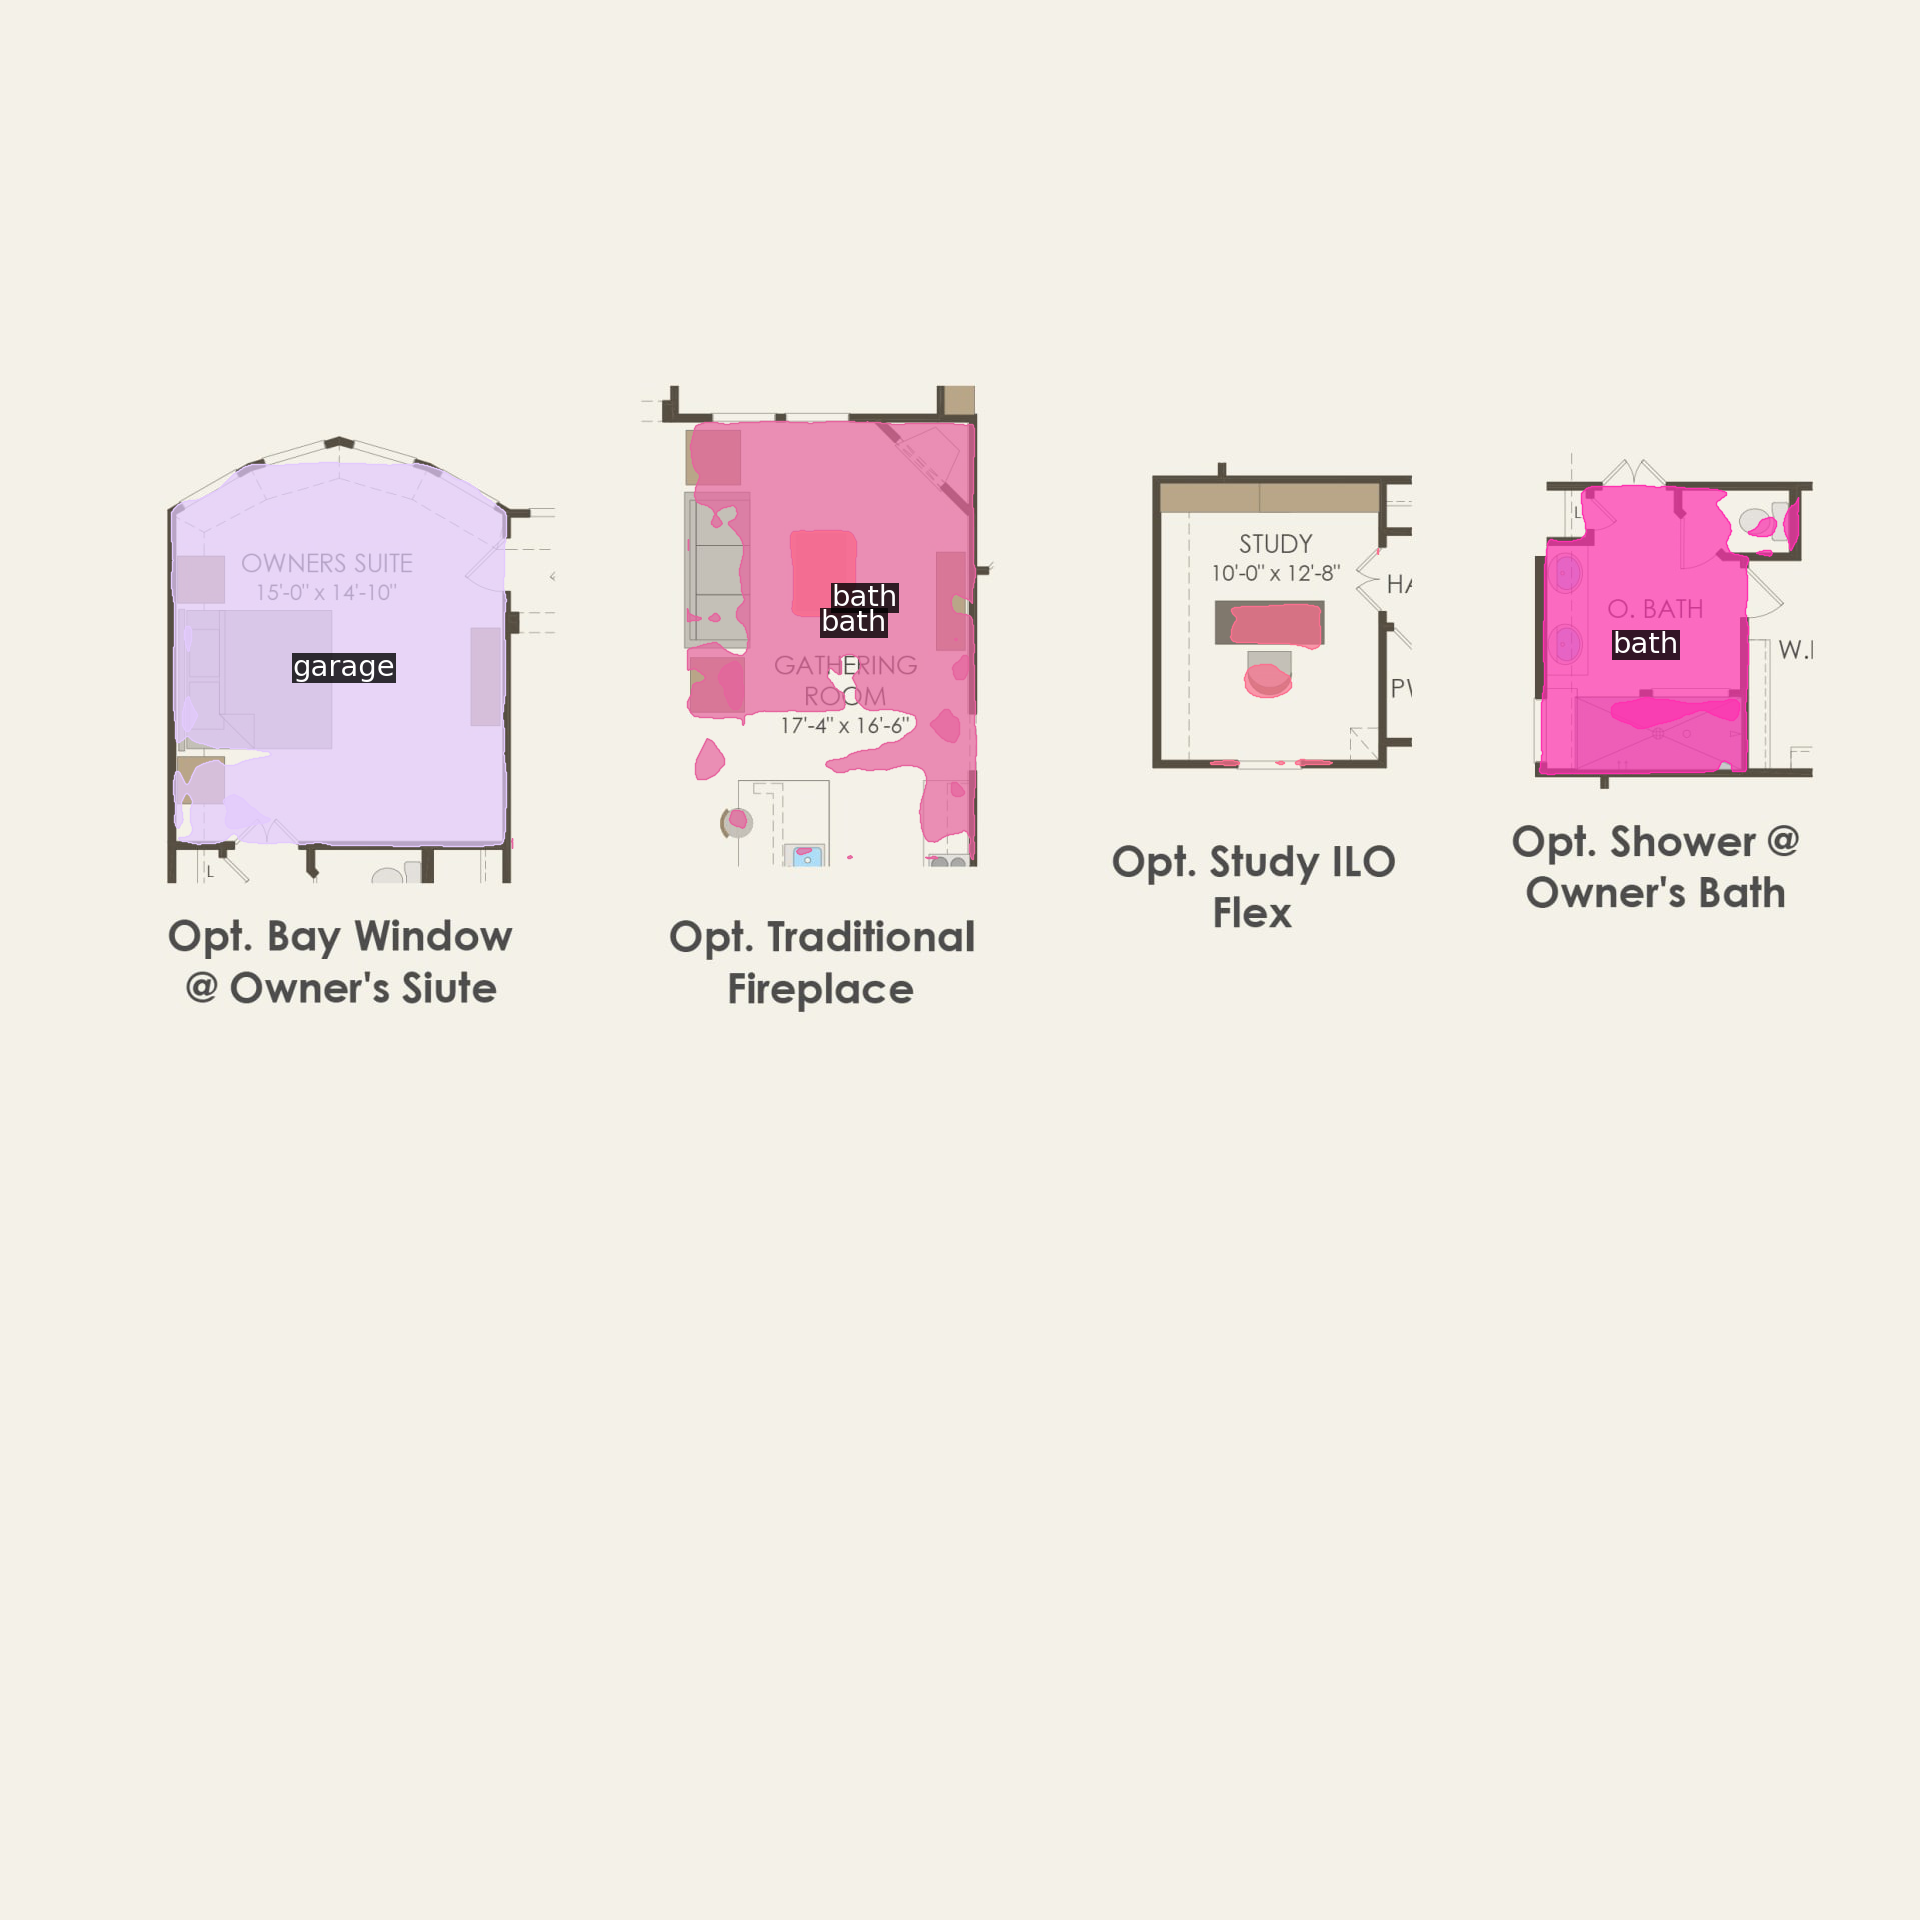 OWNERS SUITE
15'-0" x 14'-10"
garage
L
Opt. Bay Window
@ Owner's Siute
bath
bath
GATHERING
ROOM
17'-4" x 16'-6"
Opt. Traditional
Fireplace
STUDY
10'-0" x 12'-8"
HA
PW
Opt. Study ILO
Flex
L
O. BATH
bath
W.I
Opt. Shower @
Owner's Bath